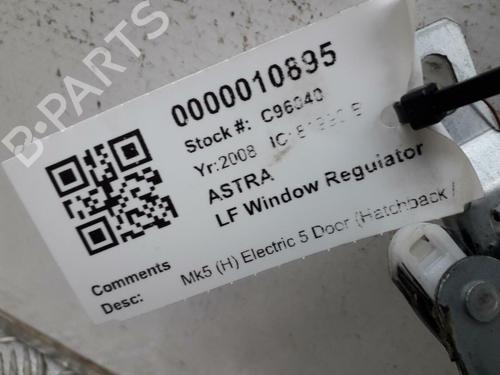 B-PARTS
0000010895
Stock #: C96040
Yr:2008
ASTRA
LF Window Regulator
Comments
Desc: Mk5 (H) Electric 5 Door (Hatchback /